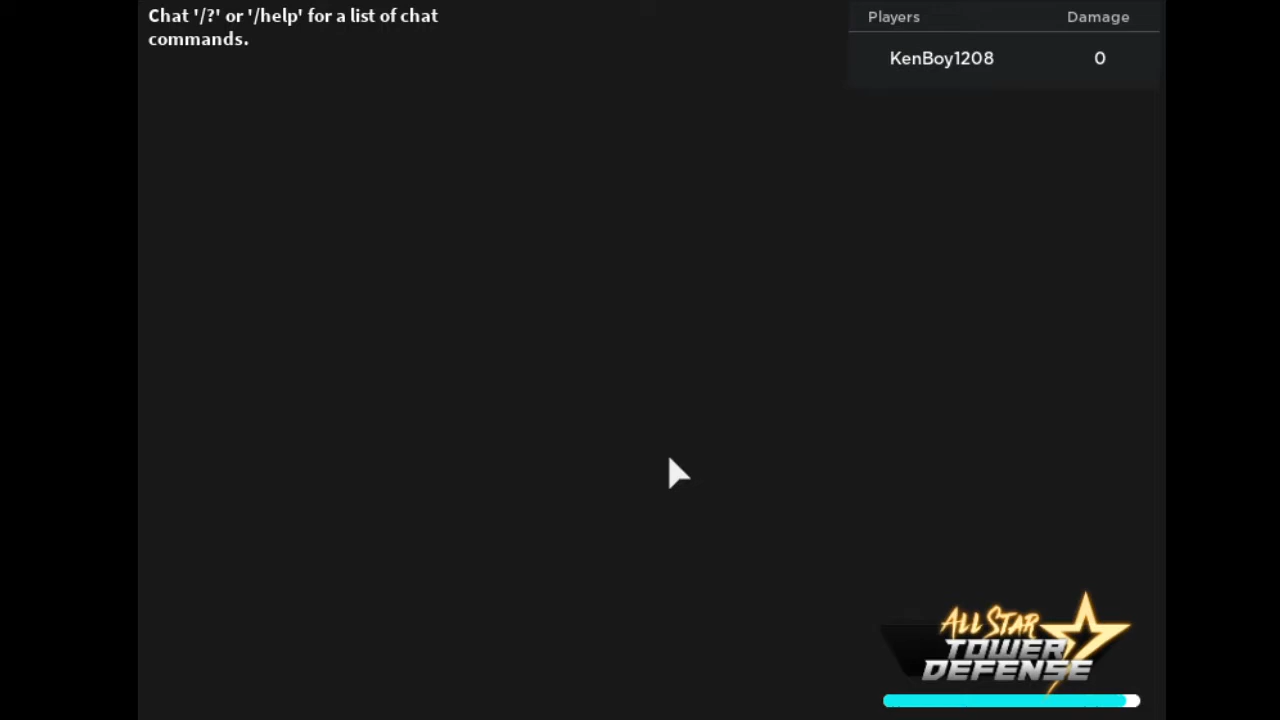 Chat '/?' or '/help' for a list of chat
commands.
Players Damage
KenBoy1208 0
ALL STAR
TOWER
DEFENSE